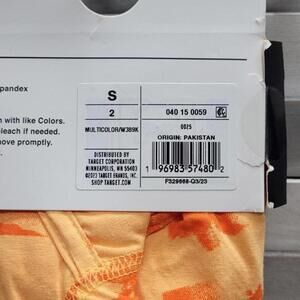 pandex
n with like Colors.
bleach if needed.
nove promptly.
S
2
MULTICOLOR/W389K
DISTRIBUTED BY
TARGET CORPORATION
MINNEAPOLIS, MN 55403
©2023 TARGET BRANDS, INC.
SHOP TARGET.COM
040 15 0059
0025
ORIGIN: PAKISTAN
1 96983 57480 2
F329668-Q3/23